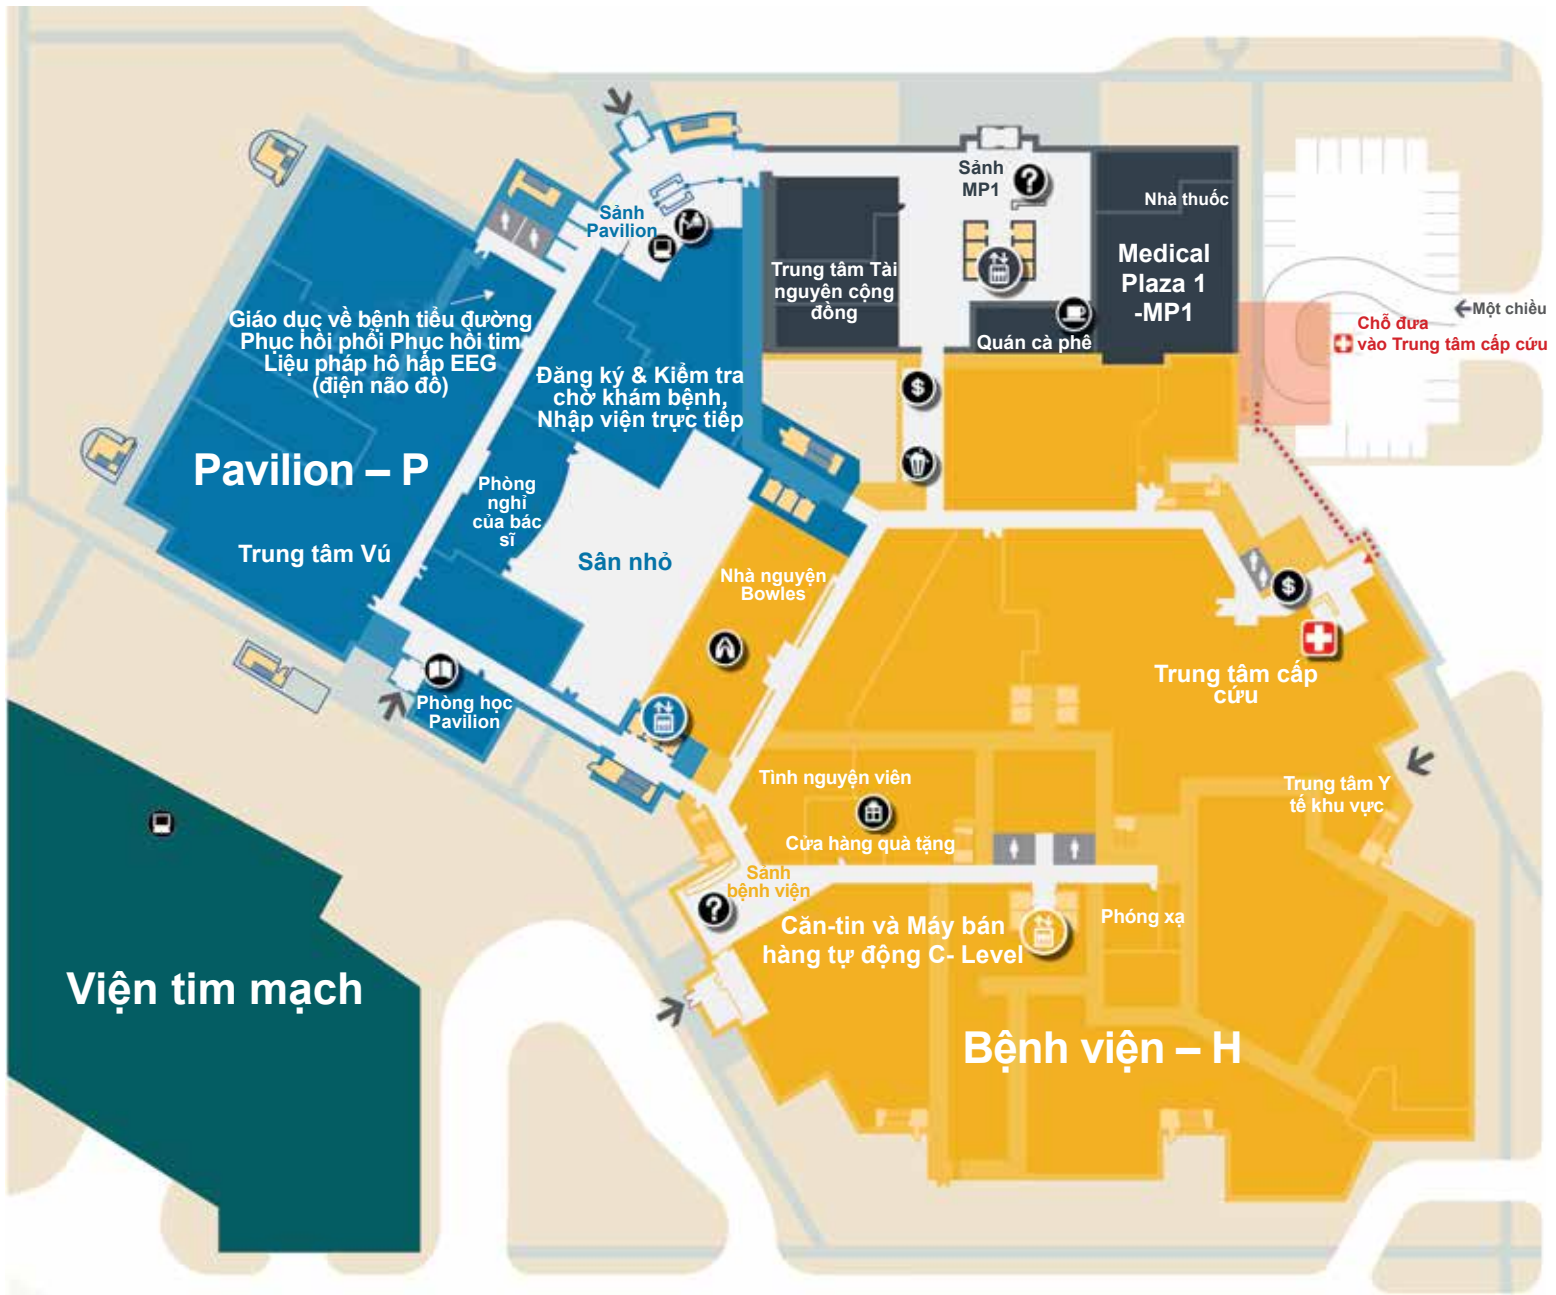 Sảnh
MP1
Nhà thuốc
Sảnh
Pavilion
Medical
Plaza 1
-MP1
Trung tâm Tài
nguyên cộng
đồng
Quán cà phê
Một chiều
Chỗ đưa
vào Trung tâm cấp cứu
Giáo dục về bệnh tiểu đường
Phục hồi phổi Phục hồi tim
Liệu pháp hô hấp EEG
(điện não đồ)
Đăng ký & Kiểm tra
chờ khám bệnh,
Nhập viện trực tiếp
$
Pavilion – P
Phòng
nghỉ
của bác
sĩ
Trung tâm Vú
Sân nhỏ
Nhà nguyện
Bowles
$
Trung tâm cấp
cứu
Phòng học
Pavilion
Tình nguyện viên
Trung tâm Y
tế khu vực
Cửa hàng quà tặng
Sảnh
bệnh viện
?
?
Căn-tin và Máy bán
hàng tự động C- Level
Phóng xạ
Viện tim mạch
Bệnh viện – H